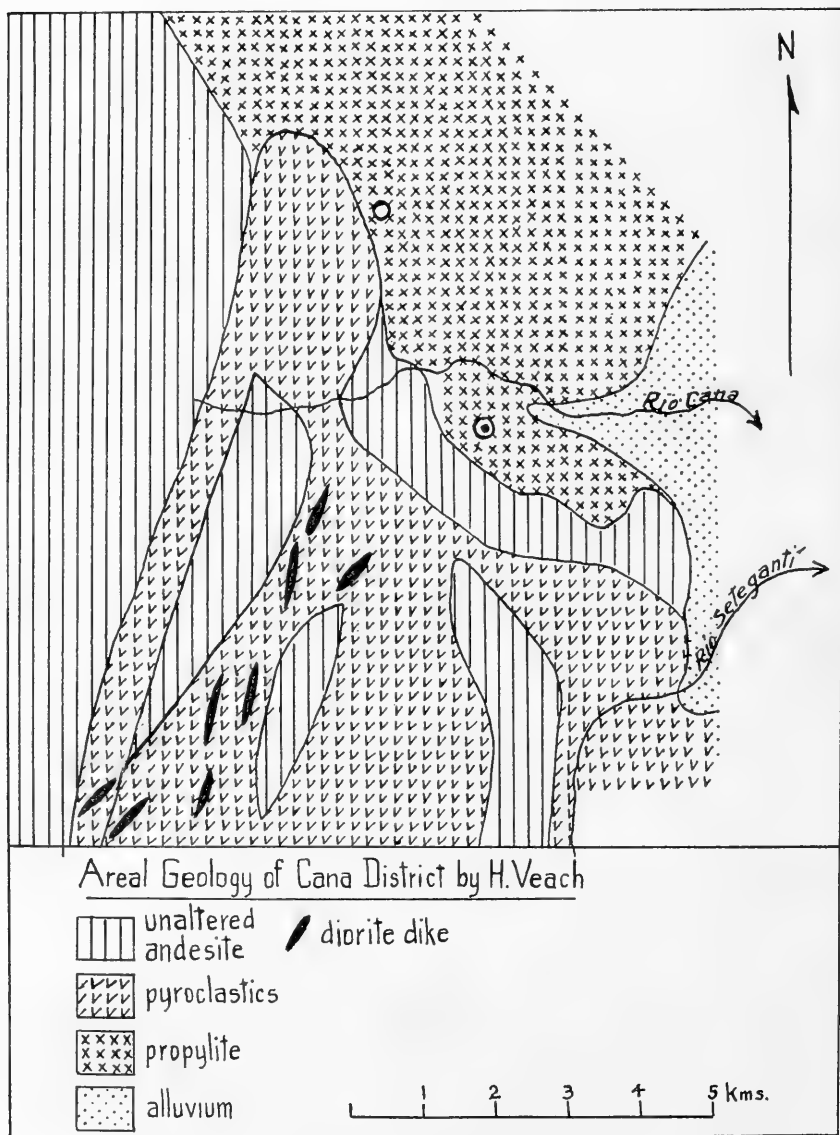 N
Rio Cana
Rio Seteganti
Areal Geology of Cana District by H. Veach
unaltered
andesite
diorite dike
pyroclastics
propylite
alluvium
1 2 3 4 5 Kms.